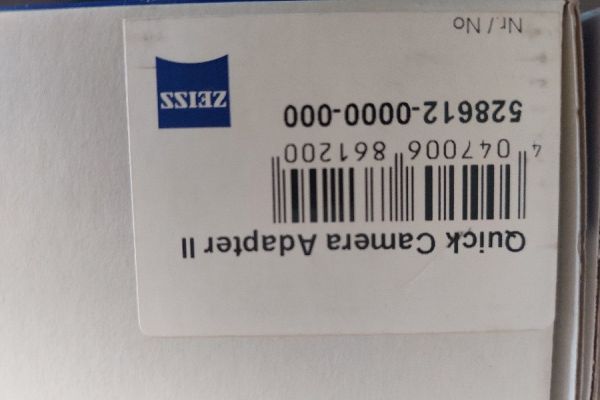 Quick Camera Adapter II
4 047006 861200
528612-0000-000
ZEISS
Nr. / No